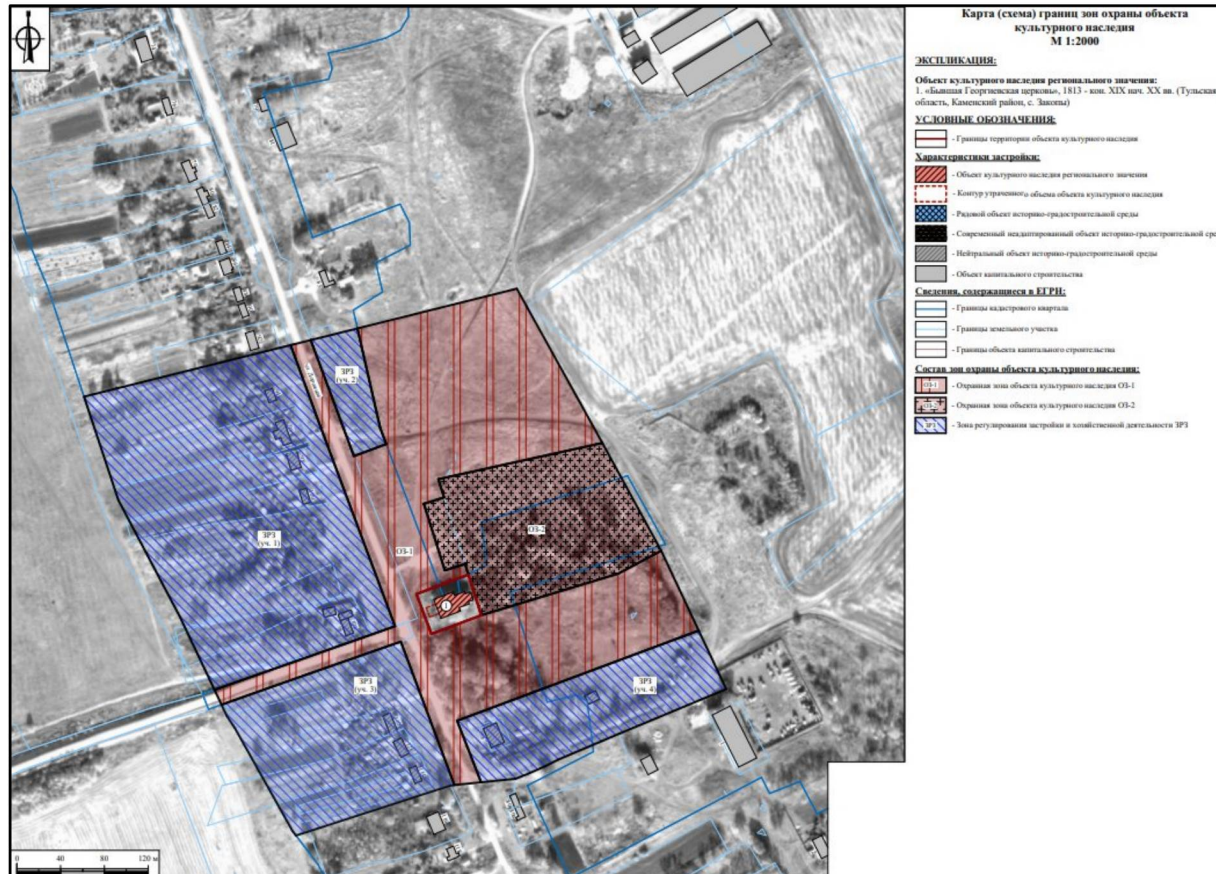 Карта (схема) границ зон охраны объекта
культурного наследия
М 1:2000
ЭКСПЛИКАЦИЯ:
Объект культурного наследия регионального значения:
1. «Бывшая Георгиевская церковь», 1813 - кон. XIX нач. XX вв. (Тульская
область, Каменский район, с. Закопы)
УСЛОВНЫЕ ОБОЗНАЧЕНИЯ:
- Границы территории объекта культурного наследия
Характеристики застройки:
- Объект культурного наследия регионального значения
- Контур утраченного объема объекта культурного наследия
- Рядовой объект историко-градостроительной среды
- Современный неадаптированный объект историко-градостроительной сре
- Нейтральный объект историко-градостроительной среды
- Объект капитального строительства
Сведения, содержащиеся в ЕГРН:
- Границы кадастрового квартала
- Границы земельного участка
- Границы объекта капитального строительства
Состав зон охраны объекта культурного наследия:
ОЗ-1 - Охранная зона объекта культурного наследия ОЗ-1
ОЗ-2 - Охранная зона объекта культурного наследия ОЗ-2
ЗРЗ - Зона регулирования застройки и хозяйственной деятельности ЗРЗ
ЗРЗ
(уч. 2)
ЗРЗ
(уч. 1)
ОЗ-2
ОЗ-1
1
ЗРЗ
(уч. 3)
ЗРЗ
(уч. 4)
0 40 80 120 м